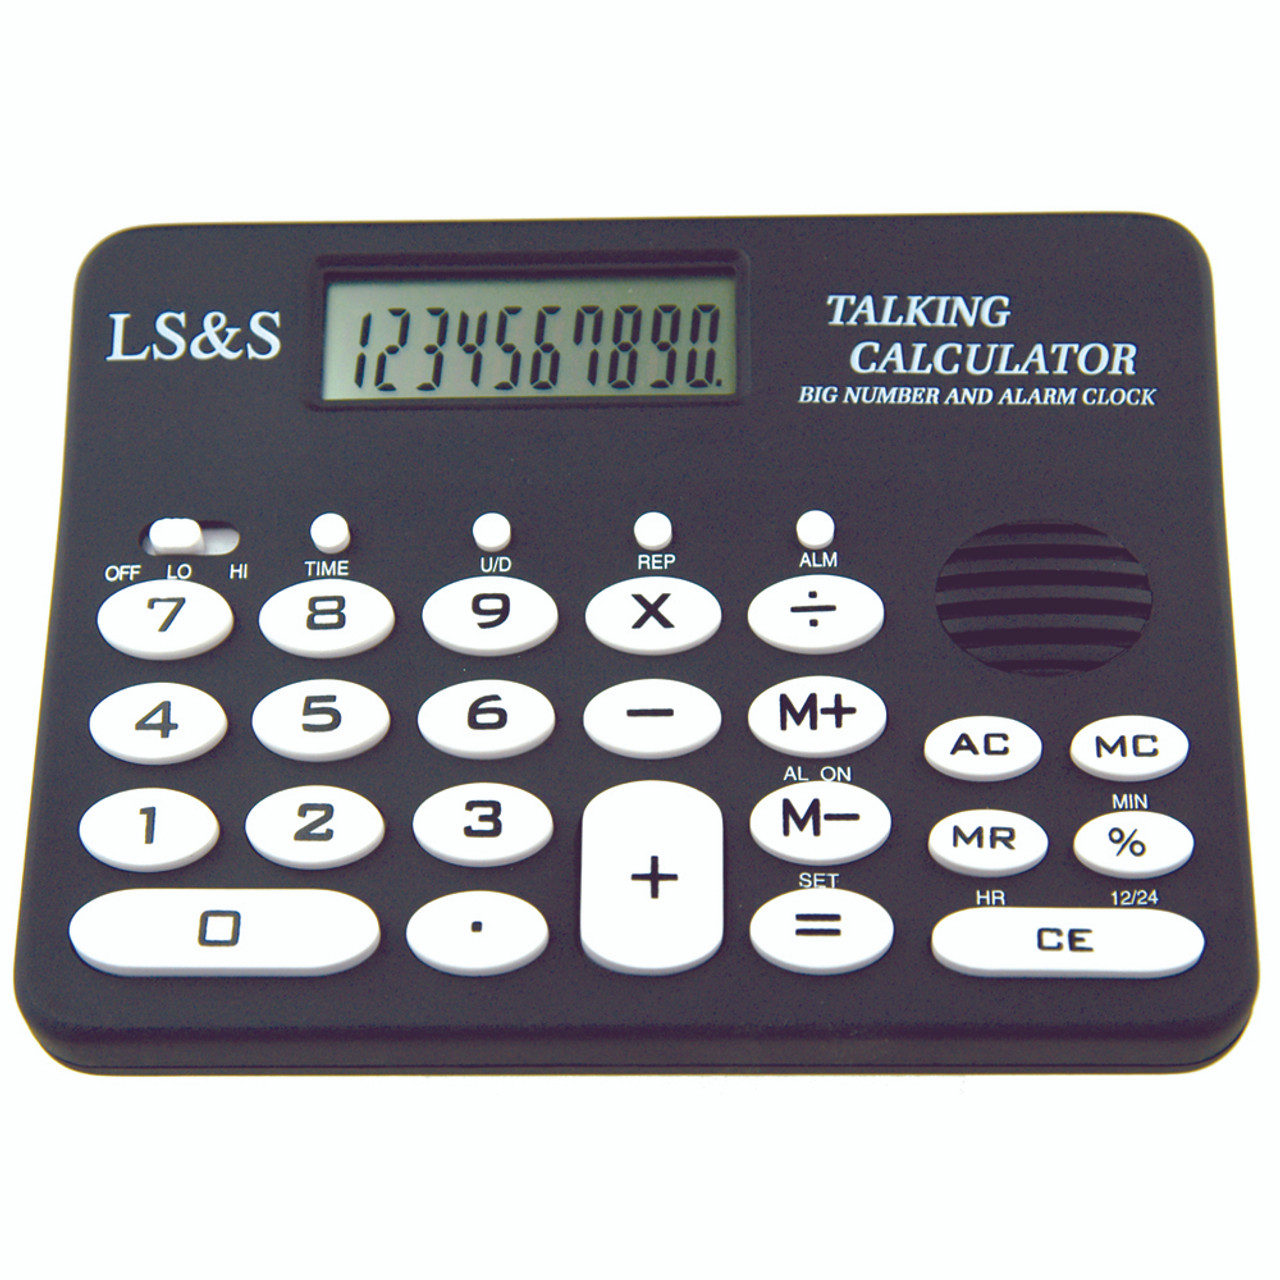 LS&S
1234567890.
TALKING
CALCULATOR
BIG NUMBER AND ALARM CLOCK
OFF LO HI TIME U/D REP ALM
7 8 9 X ÷
4 5 6 − M+
AC MC
AL ON
1 2 3 M−
MIN
MR %
+
SET
HR 12/24
0 . =
CE